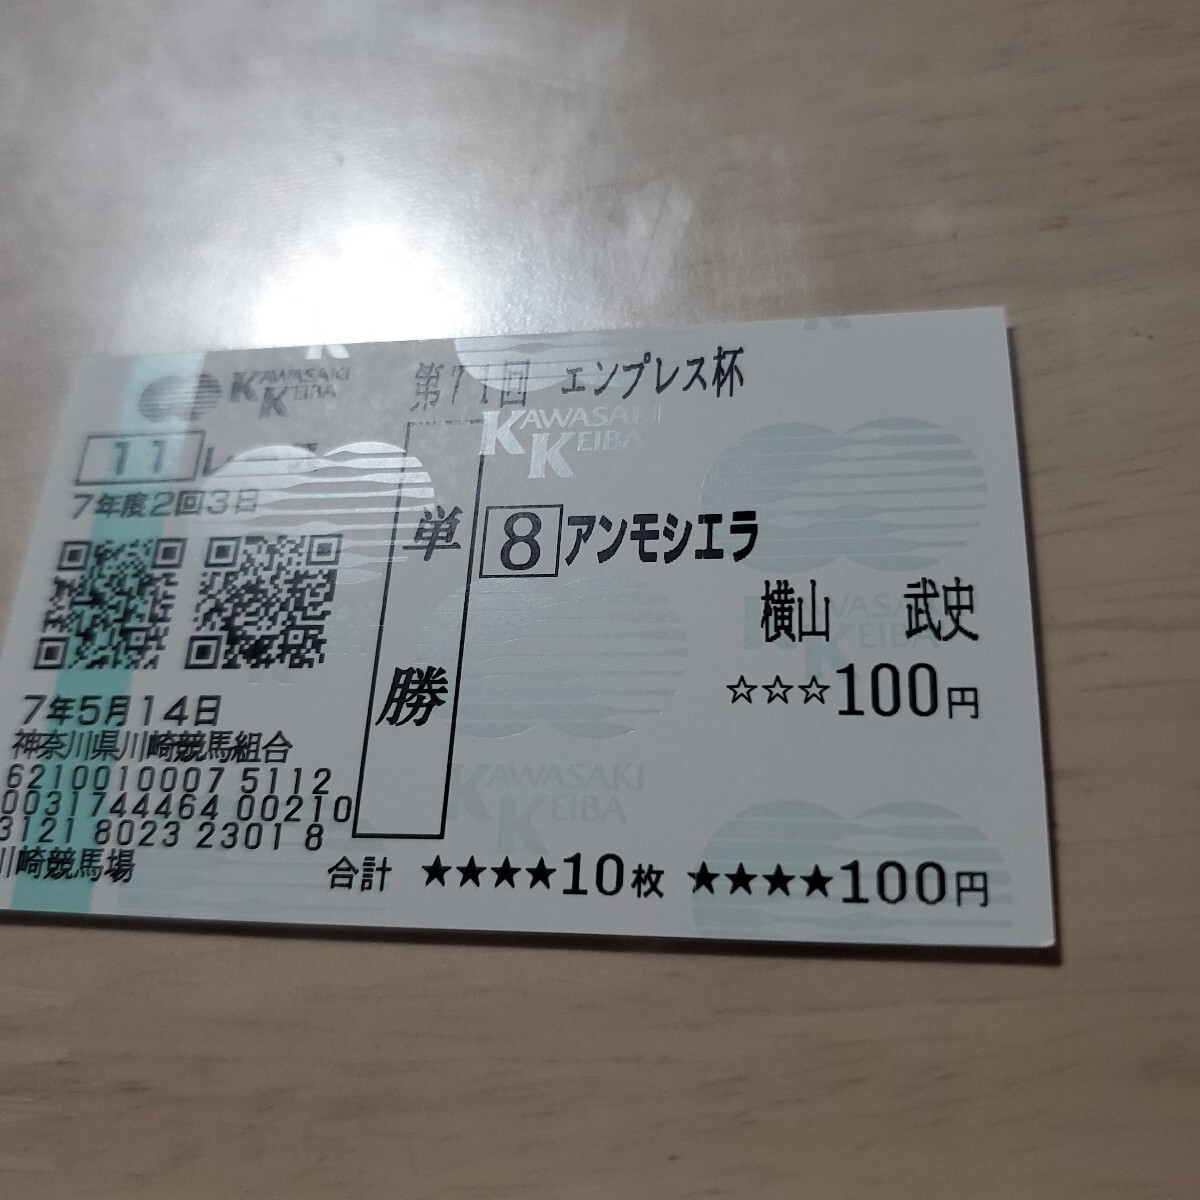 KAWASAKI KEIBA
第71回 エンプレス杯
11 レース
7年度2回3日
単勝
8 アンモシエラ
横山 武史
☆☆☆100円
7年5月14日
神奈川県川崎競馬組合
6210010007 5112
0031744464 00210
3121 8023 2301 8
川崎競馬場
合計 ★★★★10枚 ★★★★100円
KAWASAKI KEIBA
KAWASAKI KEIBA
KAWASAKI KEIBA